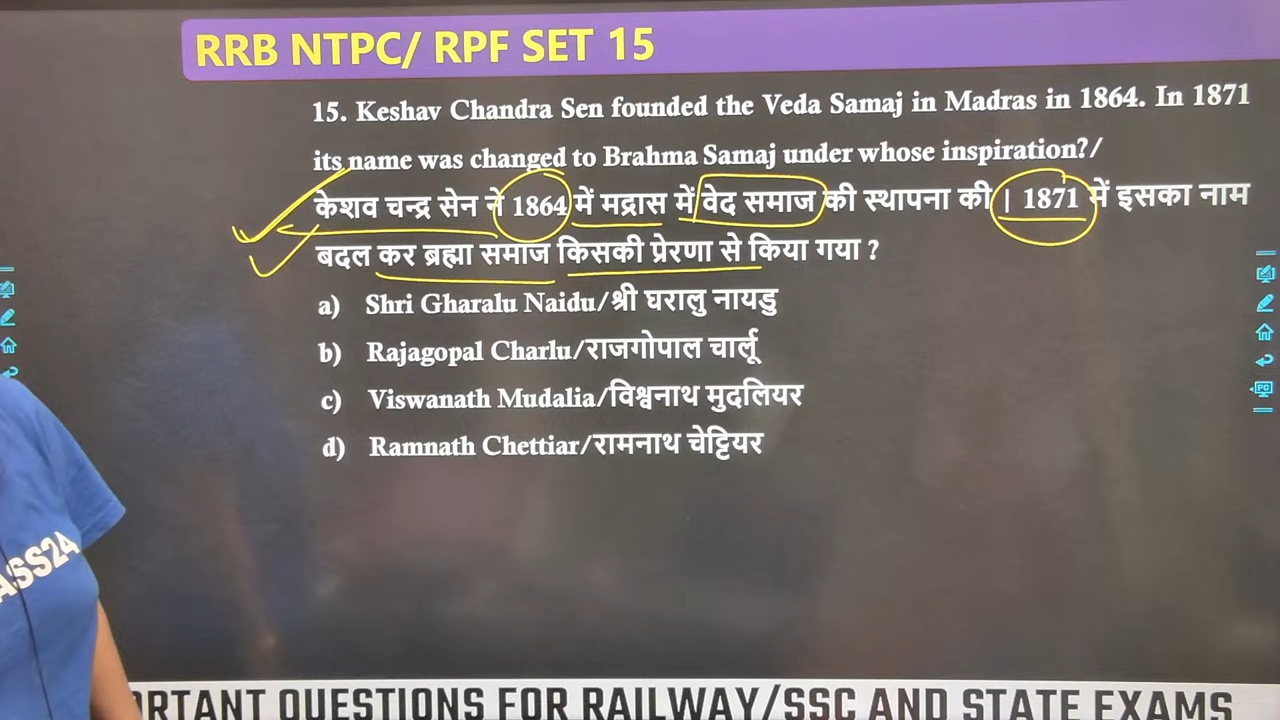 RRB NTPC/ RPF SET 15
15. Keshav Chandra Sen founded the Veda Samaj in Madras in 1864. In 1871
its name was changed to Brahma Samaj under whose inspiration?/
केशव चन्द्र सेन ने 1864 में मद्रास में वेद समाज की स्थापना की | 1871 में इसका नाम
बदल कर ब्रह्मा समाज किसकी प्रेरणा से किया गया ?
a) Shri Gharalu Naidu/श्री घरालु नायडु
b) Rajagopal Charlu/राजगोपाल चार्लू
c) Viswanath Mudalia/विश्वनाथ मुदलियर
d) Ramnath Chettiar/रामनाथ चेट्टियर
ASS24
RTANT QUESTIONS FOR RAILWAY/SSC AND STATE EXAMS